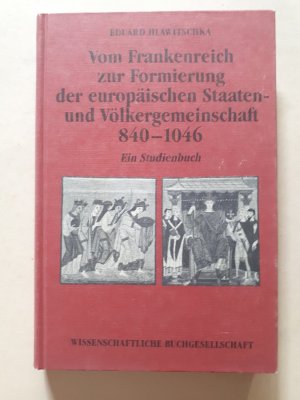 EDUARD HLAWITSCHKA
Vom Frankenreich
zur Formierung
der europäischen Staaten-
und Völkergemeinschaft
840–1046
Ein Studienbuch
WISSENSCHAFTLICHE BUCHGESELLSCHAFT